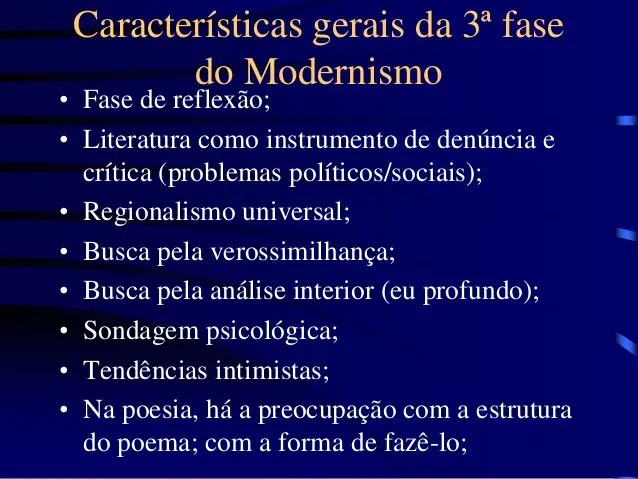 Características gerais da 3ª fase
do Modernismo
• Fase de reflexão;
• Literatura como instrumento de denúncia e
crítica (problemas políticos/sociais);
• Regionalismo universal;
• Busca pela verossimilhança;
• Busca pela análise interior (eu profundo);
• Sondagem psicológica;
• Tendências intimistas;
• Na poesia, há a preocupação com a estrutura
do poema; com a forma de fazê-lo;